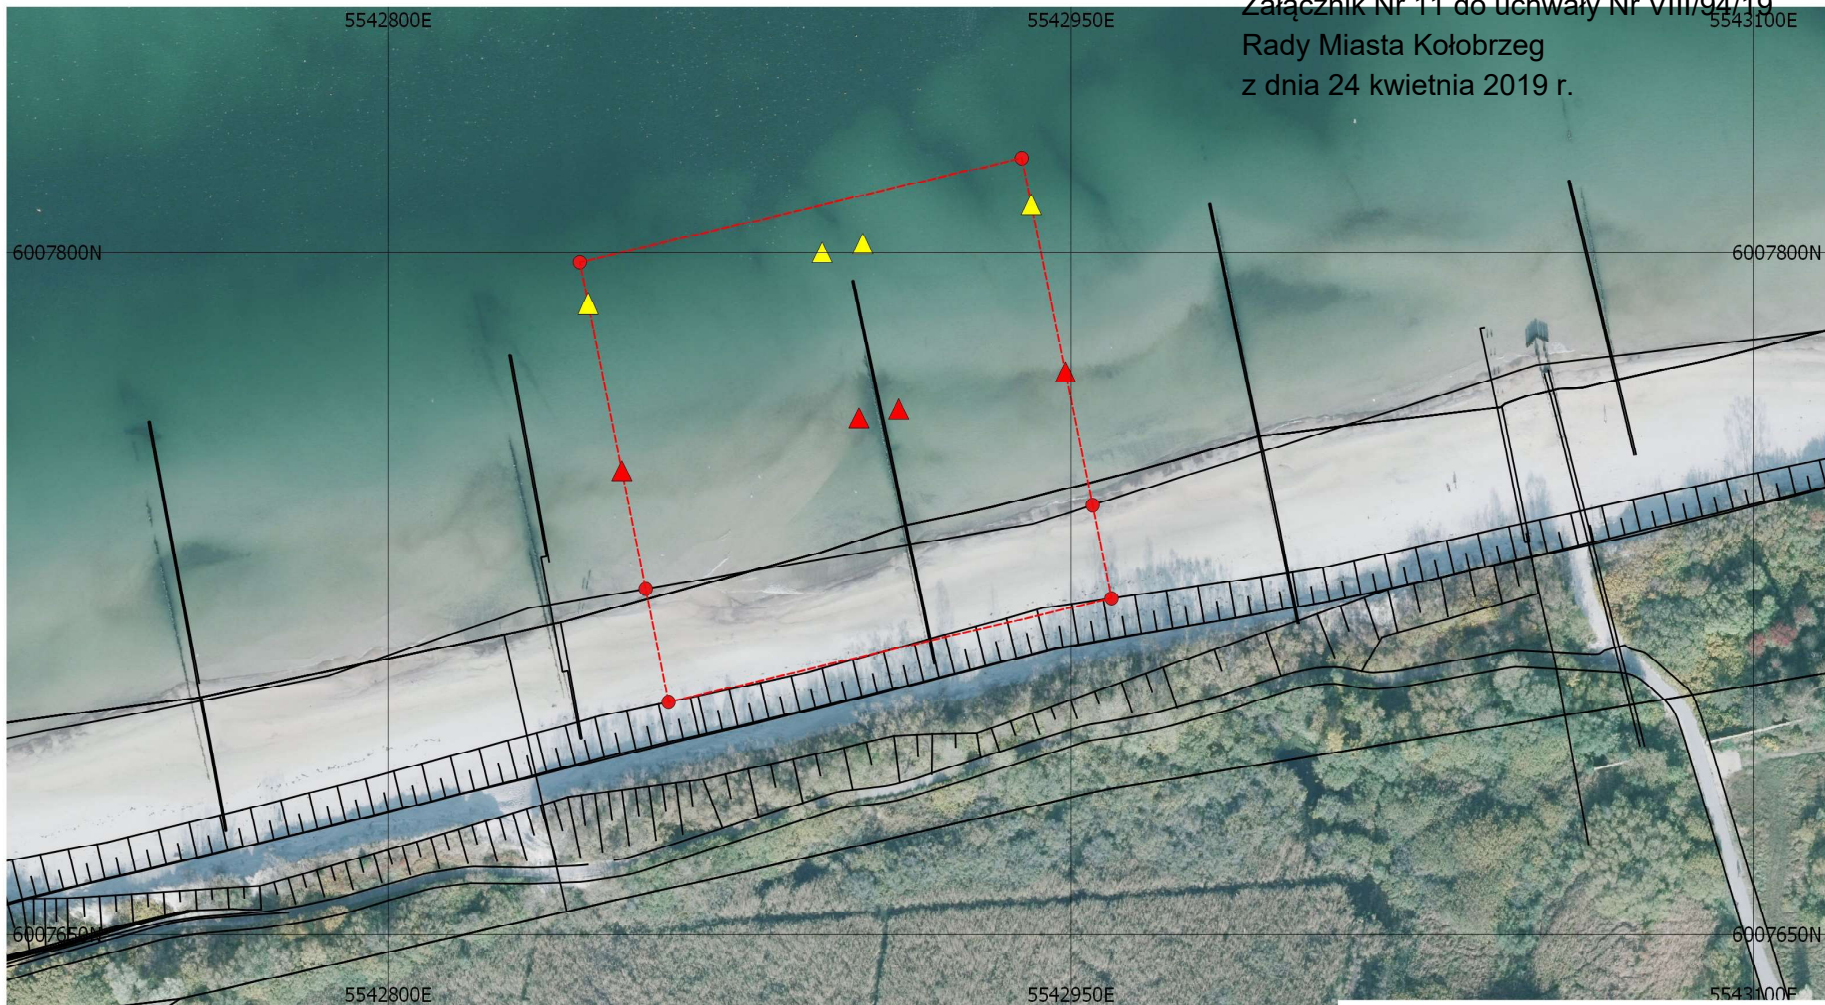 Załącznik Nr 11 do uchwały Nr VIII/94/19
5542800E 5542950E 5543100E
Rady Miasta Kołobrzeg
z dnia 24 kwietnia 2019 r.
6007800N 6007800N
6007650N 6007650N
5542800E 5542950E 5543100E